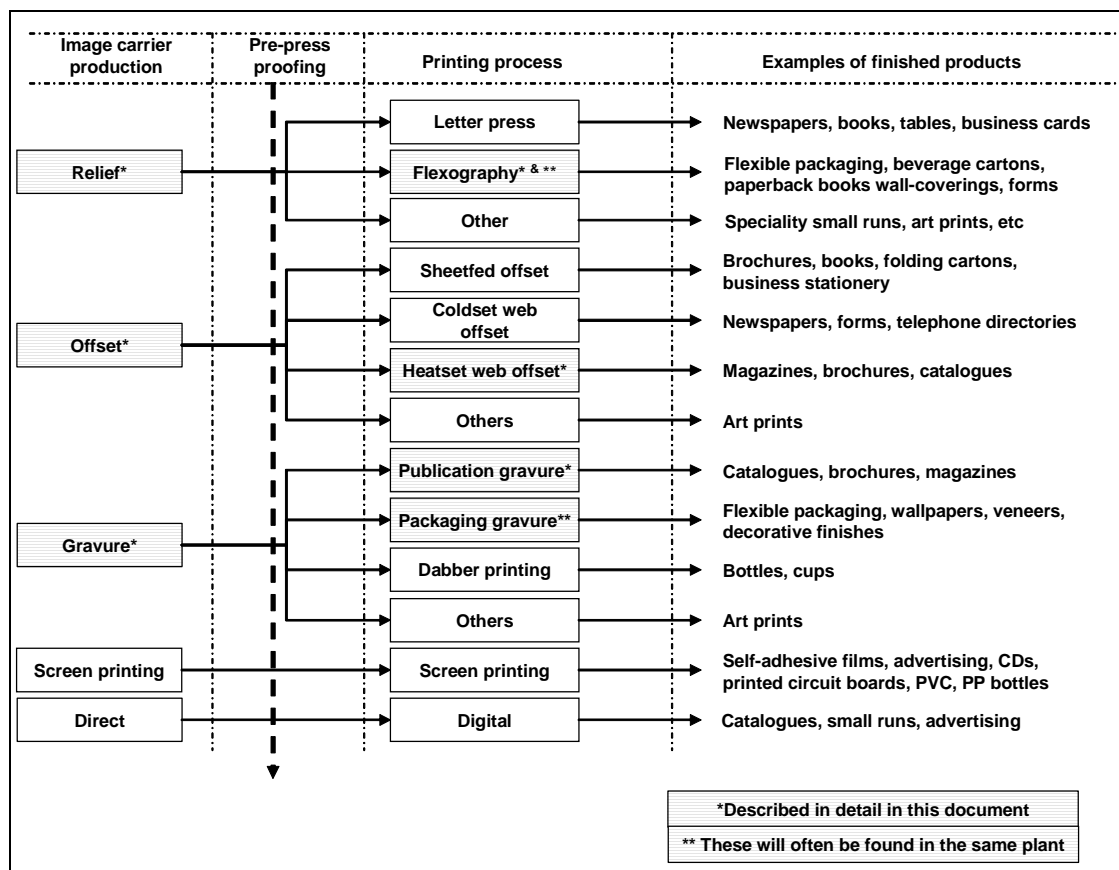 Image carrier
production
Pre-press
proofing
Printing process
Examples of finished products
Relief*
Letter press
Newspapers, books, tables, business cards
Flexography* & **
Flexible packaging, beverage cartons,
paperback books wall-coverings, forms
Other
Speciality small runs, art prints, etc
Offset*
Sheetfed offset
Brochures, books, folding cartons,
business stationery
Coldset web
offset
Newspapers, forms, telephone directories
Heatset web offset*
Magazines, brochures, catalogues
Others
Art prints
Gravure*
Publication gravure*
Catalogues, brochures, magazines
Packaging gravure**
Flexible packaging, wallpapers, veneers,
decorative finishes
Dabber printing
Bottles, cups
Others
Art prints
Screen printing
Screen printing
Self-adhesive films, advertising, CDs,
printed circuit boards, PVC, PP bottles
Direct
Digital
Catalogues, small runs, advertising
*Described in detail in this document
** These will often be found in the same plant